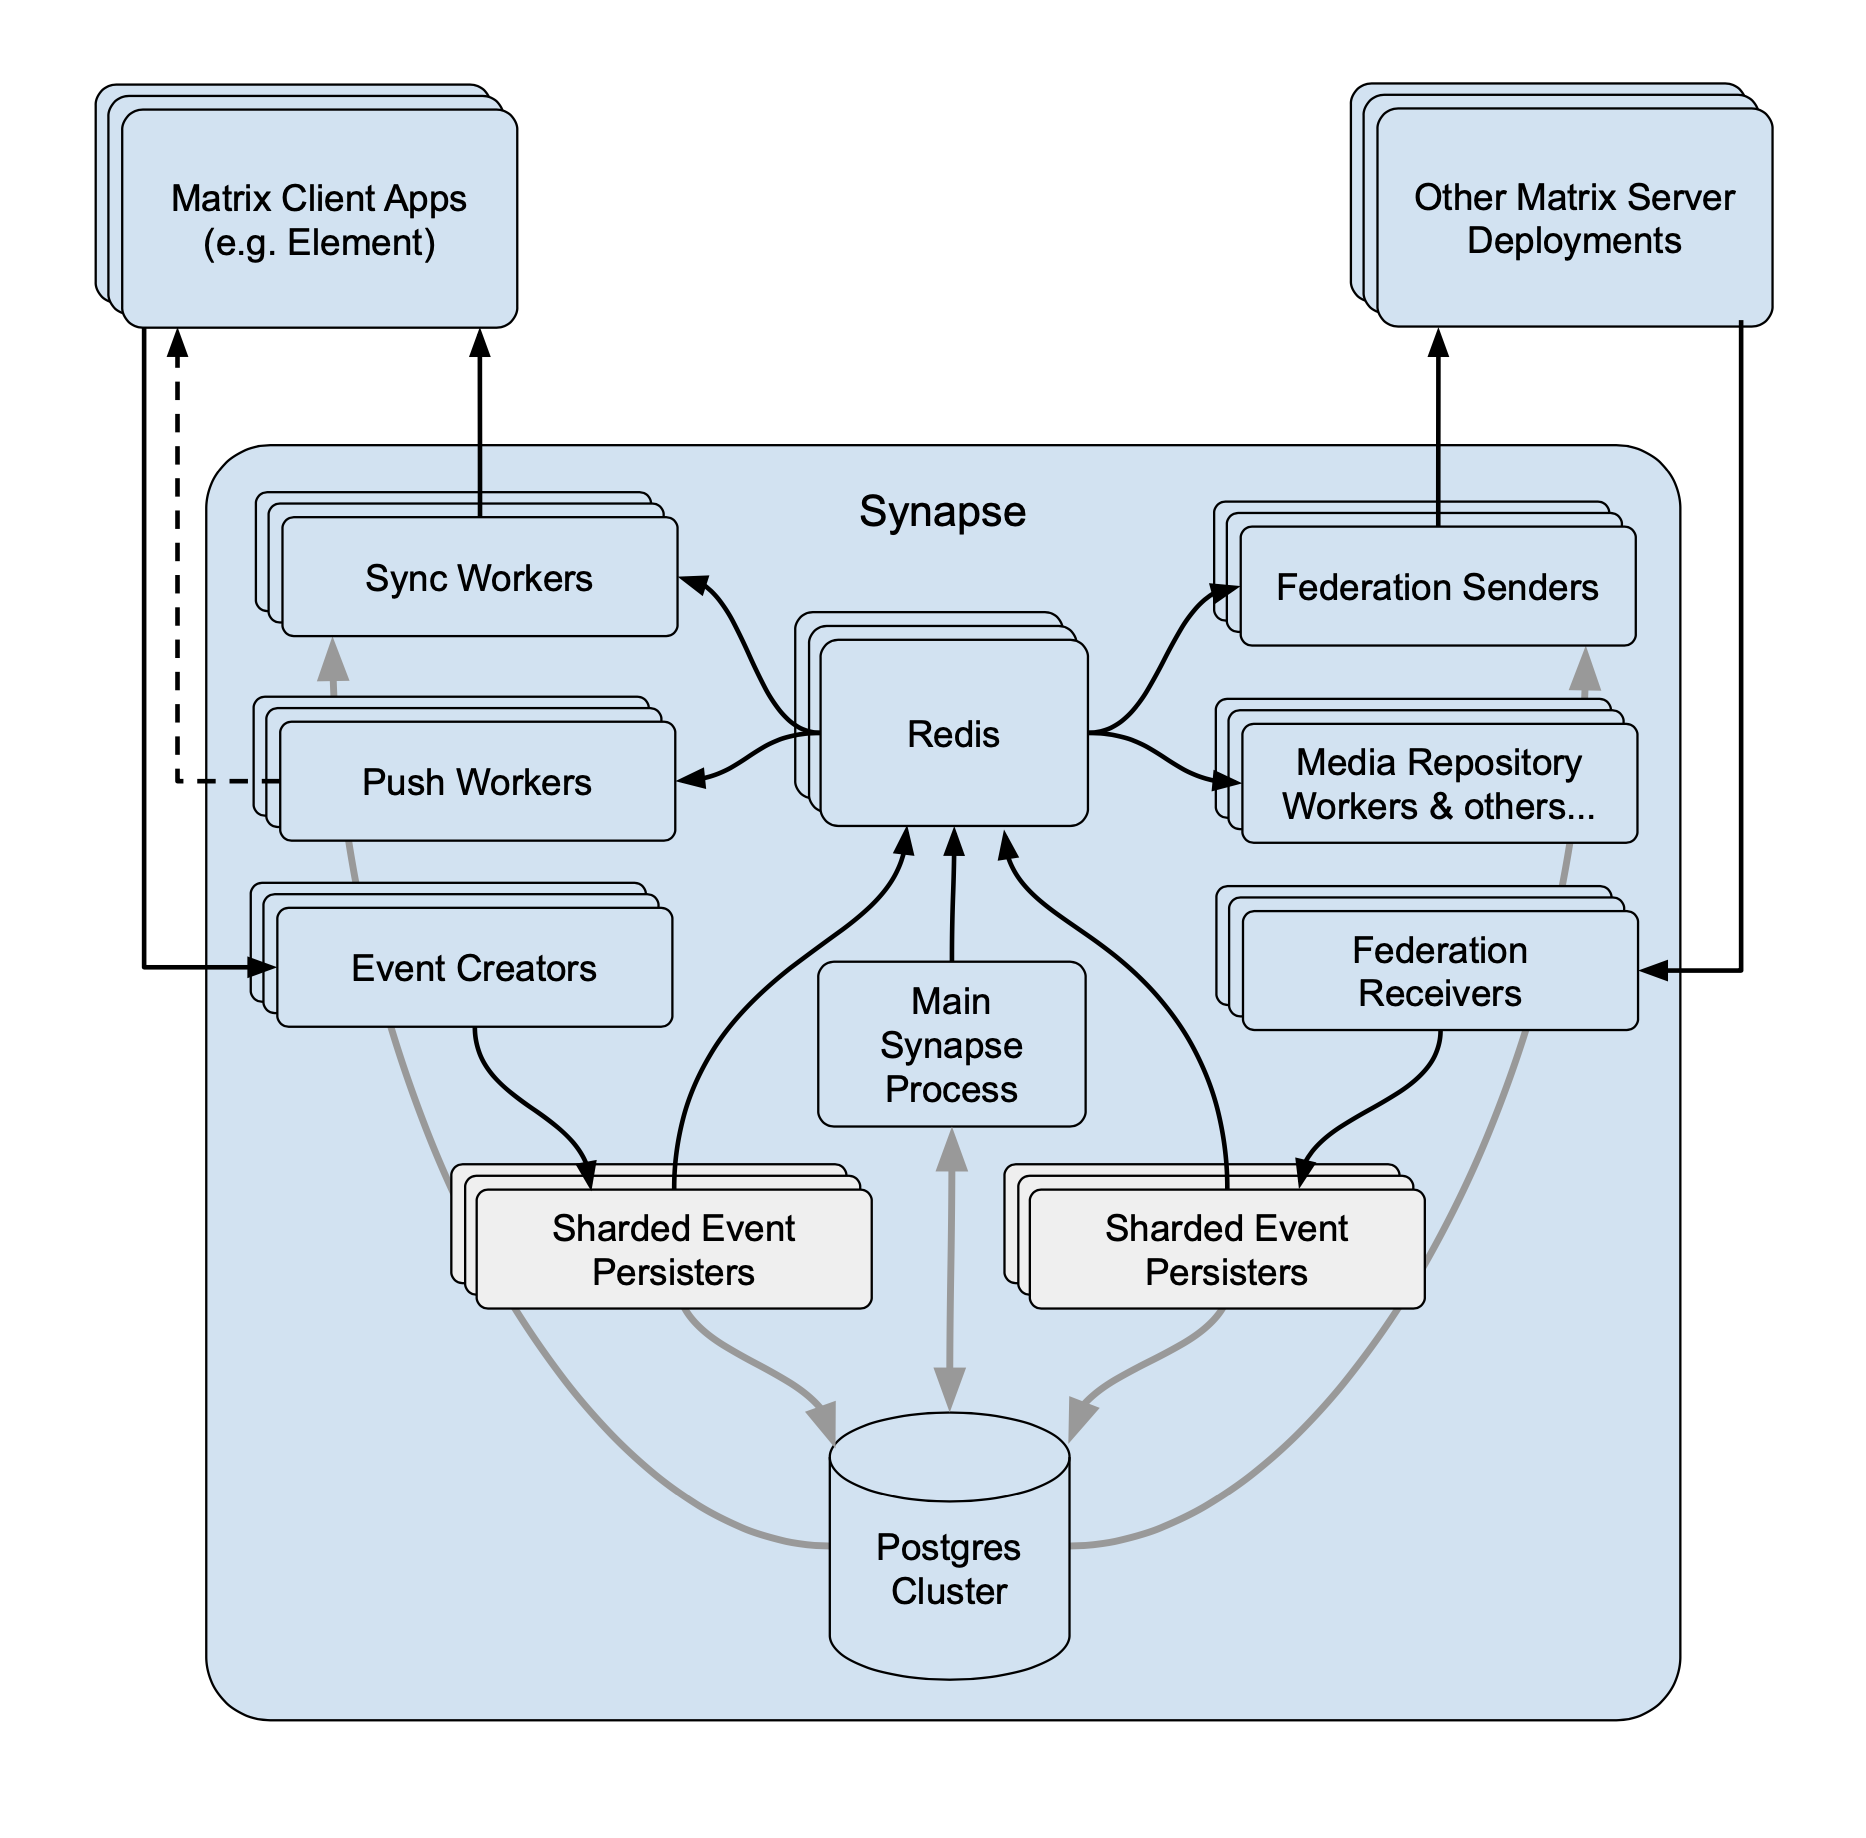 Matrix Client Apps
(e.g. Element)
Other Matrix Server
Deployments
Synapse
Sync Workers
Federation Senders
Redis
Push Workers
Media Repository
Workers & others...
Event Creators
Federation
Receivers
Main
Synapse
Process
Sharded Event
Persisters
Sharded Event
Persisters
Postgres
Cluster